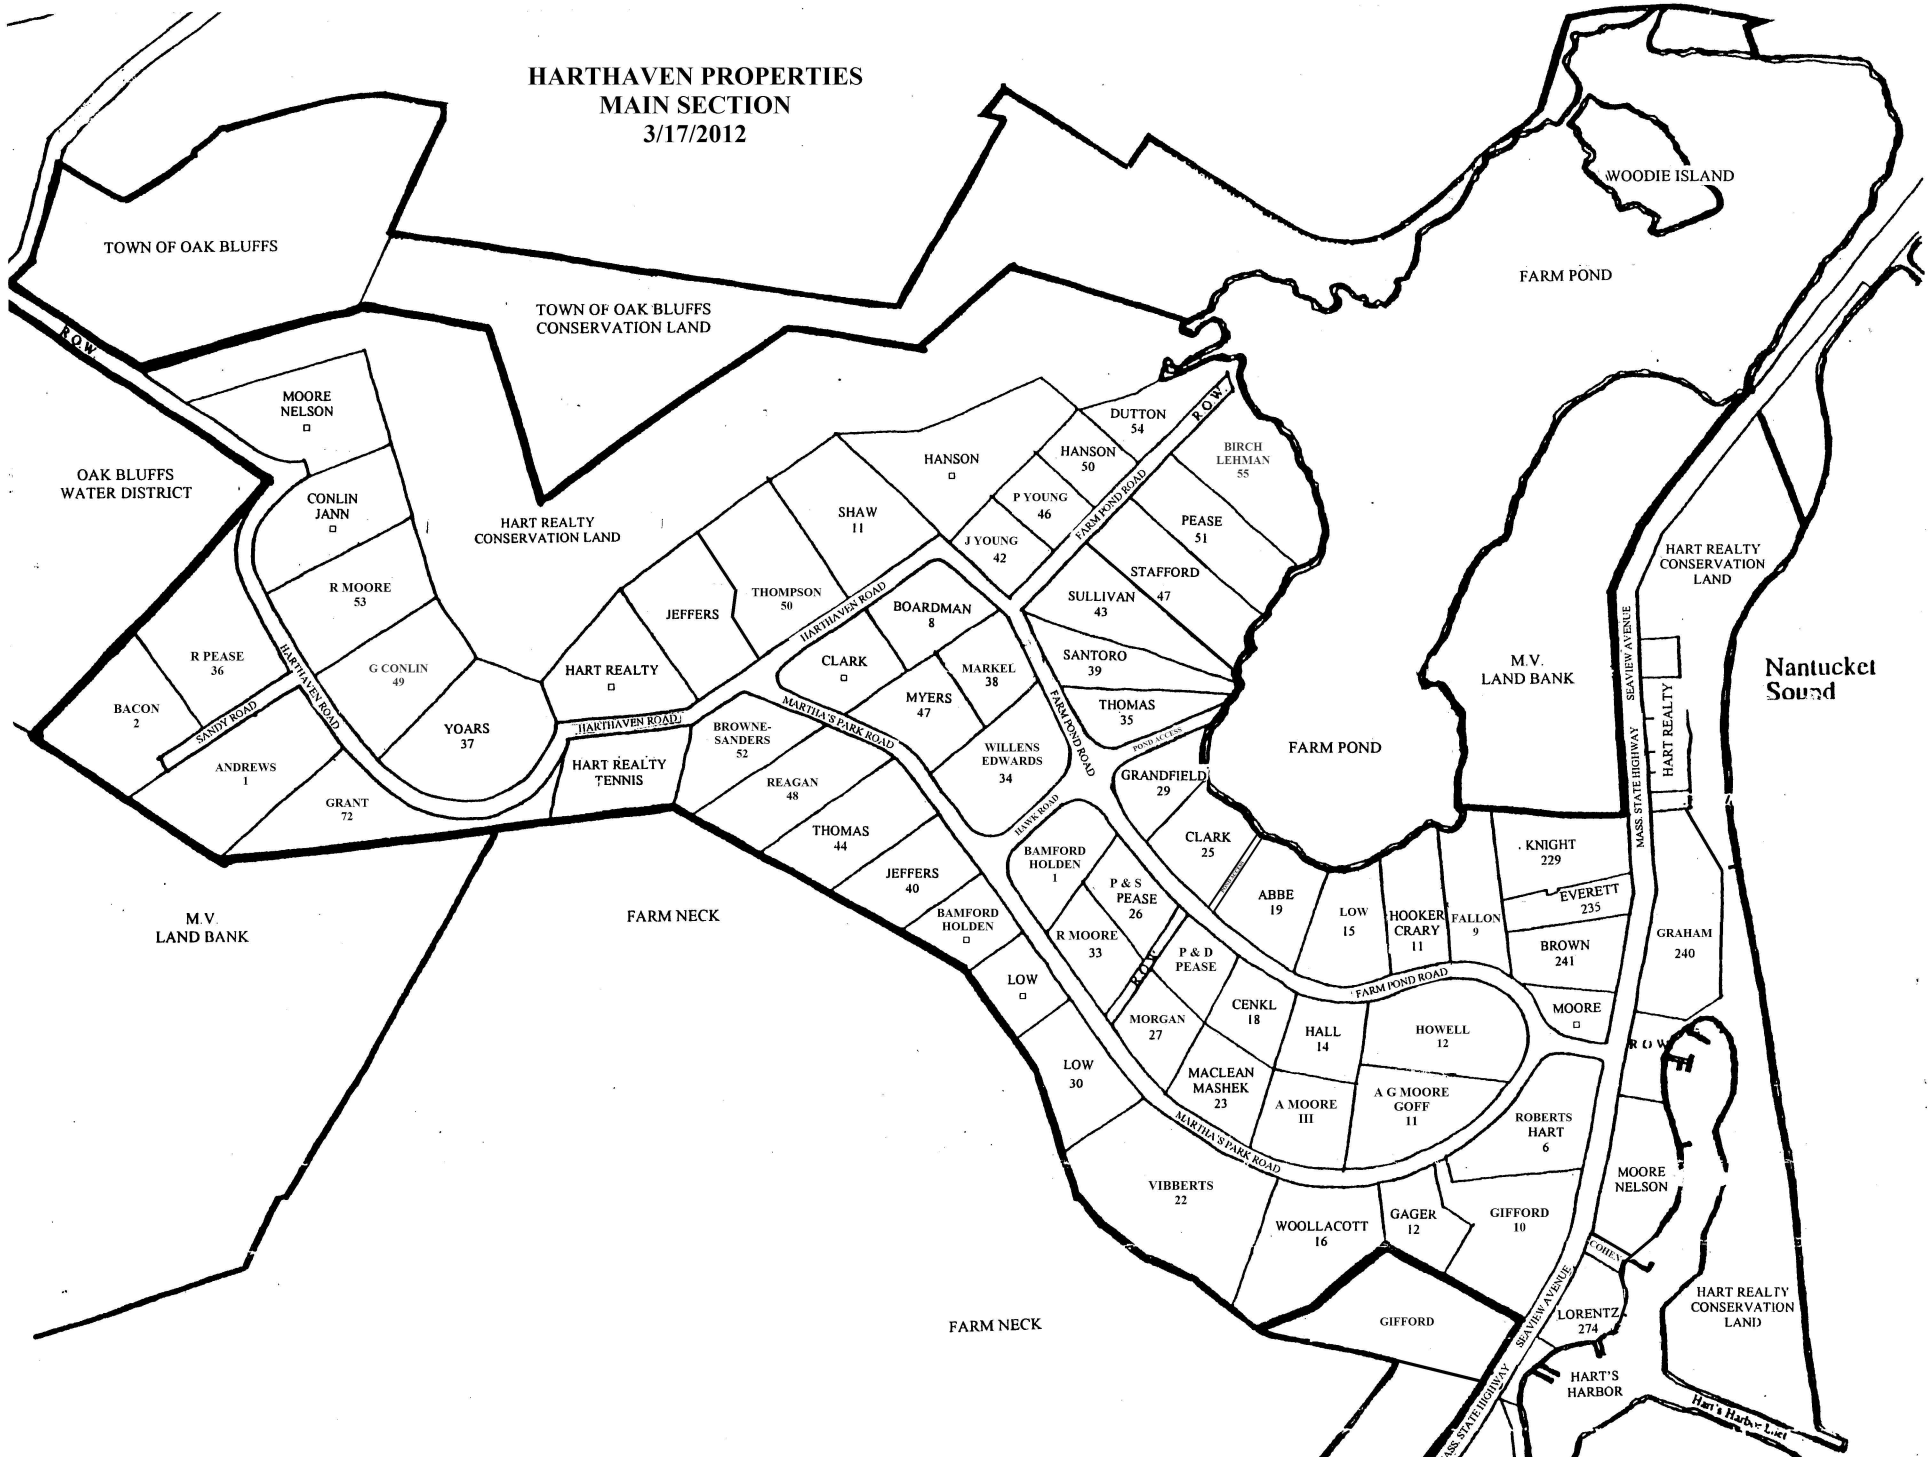 HARTHAVEN PROPERTIES
MAIN SECTION
3/17/2012
WOODIE ISLAND
TOWN OF OAK BLUFFS
FARM POND
TOWN OF OAK BLUFFS
CONSERVATION LAND
R.O.W.
MOORE
NELSON
DUTTON
54
R.O.W.
HANSON
HANSON
50
BIRCH
LEHMAN
55
OAK BLUFFS
WATER DISTRICT
CONLIN
JANN
P YOUNG
46
FARM POND ROAD
SHAW
11
HART REALTY
CONSERVATION LAND
PEASE
51
J YOUNG
42
HART REALTY
CONSERVATION
LAND
R MOORE
53
THOMPSON
50
JEFFERS
HARTHAVEN ROAD
BOARDMAN
8
STAFFORD
47
SULLIVAN
43
R PEASE
36
HARTHAVEN ROAD
G CONLIN
49
HART REALTY
CLARK
MARKEL
38
SANTORO
39
M.V.
LAND BANK
SEAVIEW AVENUE
Nantucket
Sound
BACON
2
SANDY ROAD
YOARS
37
HARTHAVEN ROAD
MARTHA'S PARK ROAD
MYERS
47
FARM POND ROAD
THOMAS
35
POND ACCESS
HART REALTY
BROWNE-
SANDERS
52
WILLENS
EDWARDS
34
FARM POND
ANDREWS
1
HART REALTY
TENNIS
REAGAN
48
GRANDFIELD
29
MASS. STATE HIGHWAY
GRANT
72
HAWK ROAD
THOMAS
44
CLARK
25
BAMFORD
HOLDEN
1
KNIGHT
229
JEFFERS
40
POND ACCESS
P & S
PEASE
26
ABBE
19
EVERETT
235
M.V.
LAND BANK
FARM NECK
BAMFORD
HOLDEN
LOW
15
HOOKER
CRARY
11
FALLON
9
R MOORE
33
BROWN
241
GRAHAM
240
P & D
PEASE
R.O.W.
LOW
FARM POND ROAD
MOORE
CENKL
18
MORGAN
27
HALL
14
HOWELL
12
R O W
LOW
30
MACLEAN
MASHEK
23
A MOORE
III
A G MOORE
GOFF
11
ROBERTS
HART
6
MARTHA'S PARK ROAD
MOORE
NELSON
VIBBERTS
22
WOOLLACOTT
16
GAGER
12
GIFFORD
10
COHEN
SEAVIEW AVENUE
HART REALTY
CONSERVATION
LAND
FARM NECK
GIFFORD
LORENTZ
274
HART'S
HARBOR
MASS. STATE HIGHWAY
Hart's Harbor Inlet